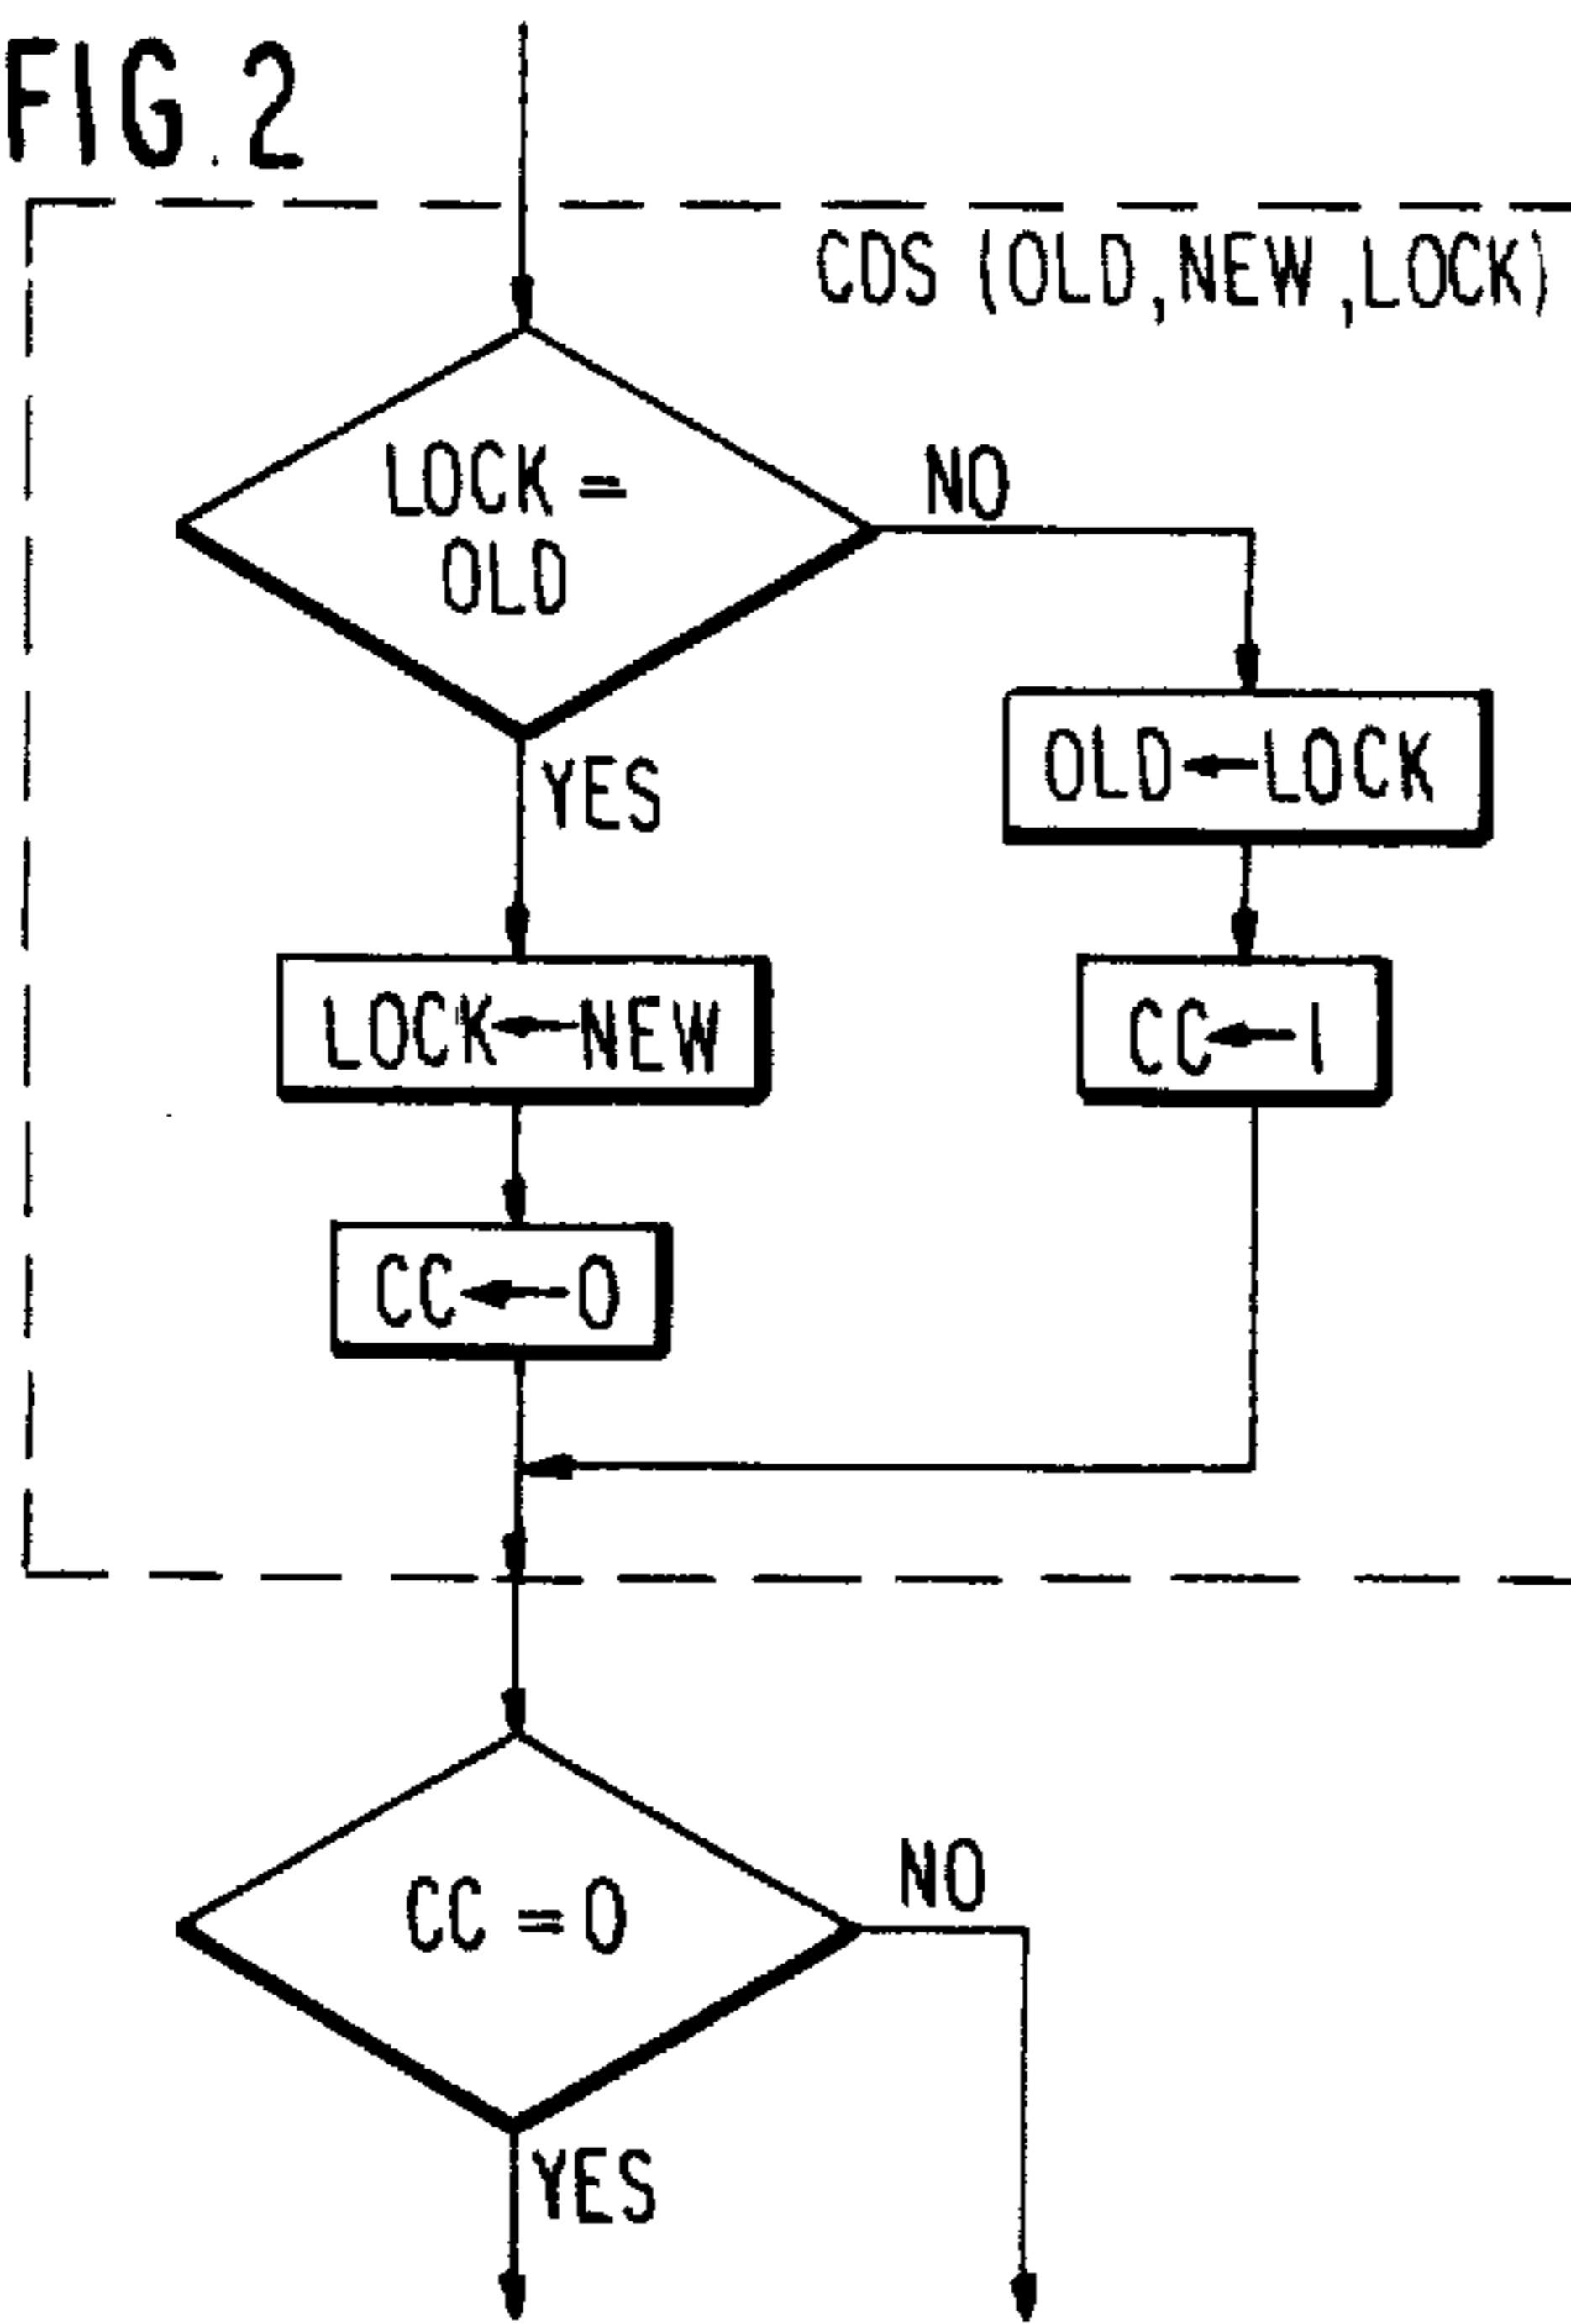 FIG.2
CDS (OLD,NEW,LOCK)
LOCK =
OLD
NO
YES
OLD←LOCK
LOCK←NEW
CC←1
CC←0
CC = 0
NO
YES